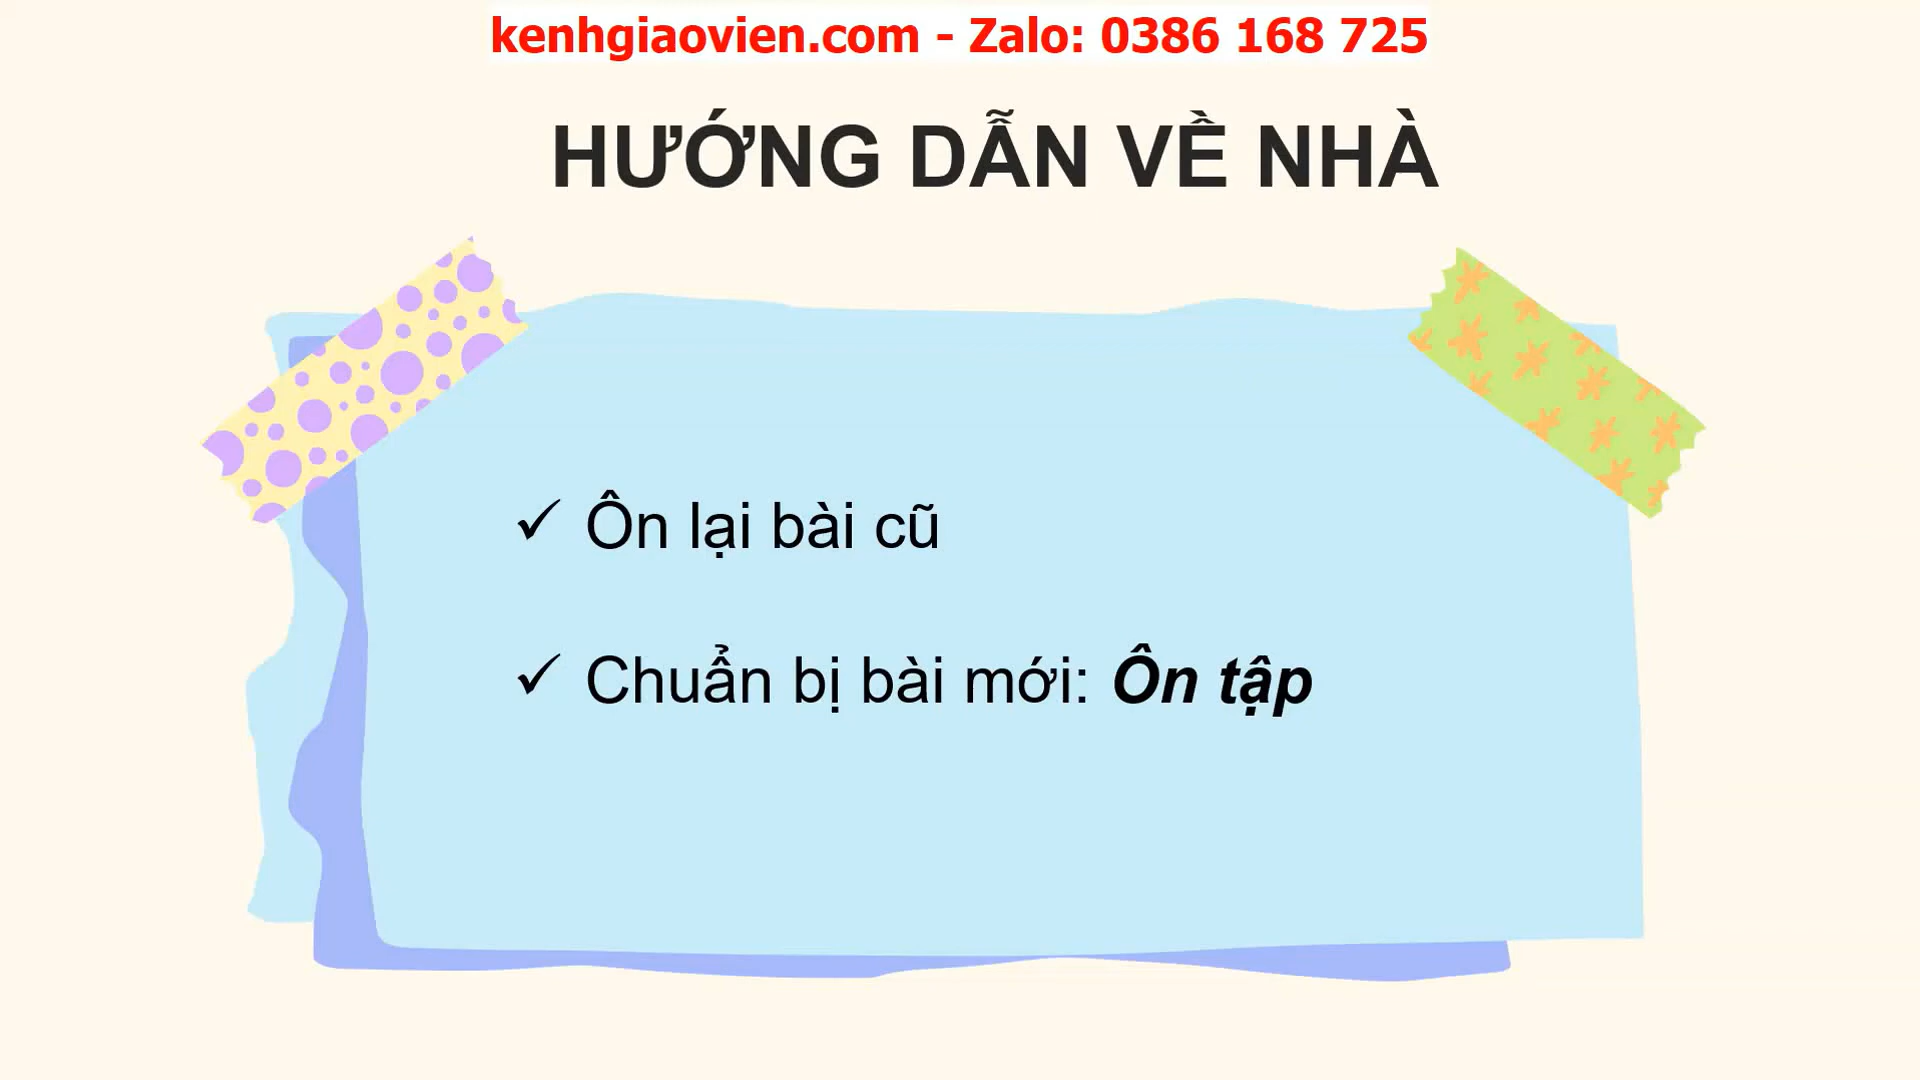 kenhgiaovien.com - Zalo: 0386 168 725
HƯỚNG DẪN VỀ NHÀ
✓ Ôn lại bài cũ
✓ Chuẩn bị bài mới: Ôn tập